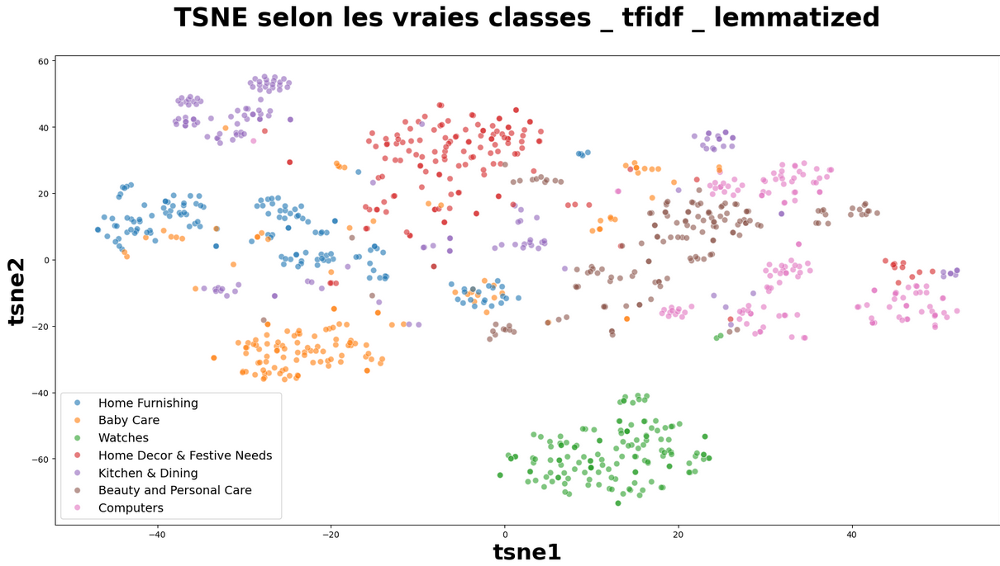 TSNE selon les vraies classes _ tfidf _ lemmatized
60
40
20
0
−20
−40
−60
tsne2
Home Furnishing
Baby Care
Watches
Home Decor & Festive Needs
Kitchen & Dining
Beauty and Personal Care
Computers
−40
−20
0
20
40
tsne1